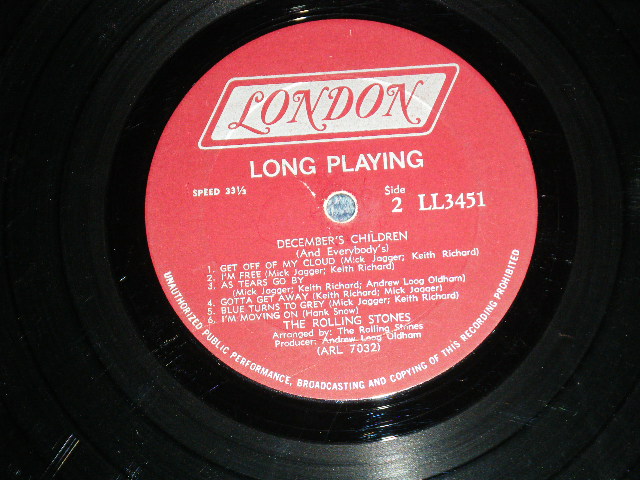 LONDON
LONG PLAYING
SPEED 33⅓
Side
2 LL3451
DECEMBER'S CHILDREN
(And Everybody's)
1. GET OFF OF MY CLOUD (Mick Jagger; Keith Richard)
2. I'M FREE (Mick Jagger; Keith Richard)
3. AS TEARS GO BY
(Mick Jagger; Keith Richard; Andrew Loog Oldham)
4. GOTTA GET AWAY (Keith Richard; Mick Jagger)
5. BLUE TURNS TO GREY (Mick Jagger; Keith Richard)
6. I'M MOVING ON (Hank Snow)
THE ROLLING STONES
Arranged by: The Rolling Stones
Producer: Andrew Loog Oldham
(ARL 7032)
UNAUTHORIZED PUBLIC PERFORMANCE, BROADCASTING AND COPYING OF THIS RECORDING PROHIBITED